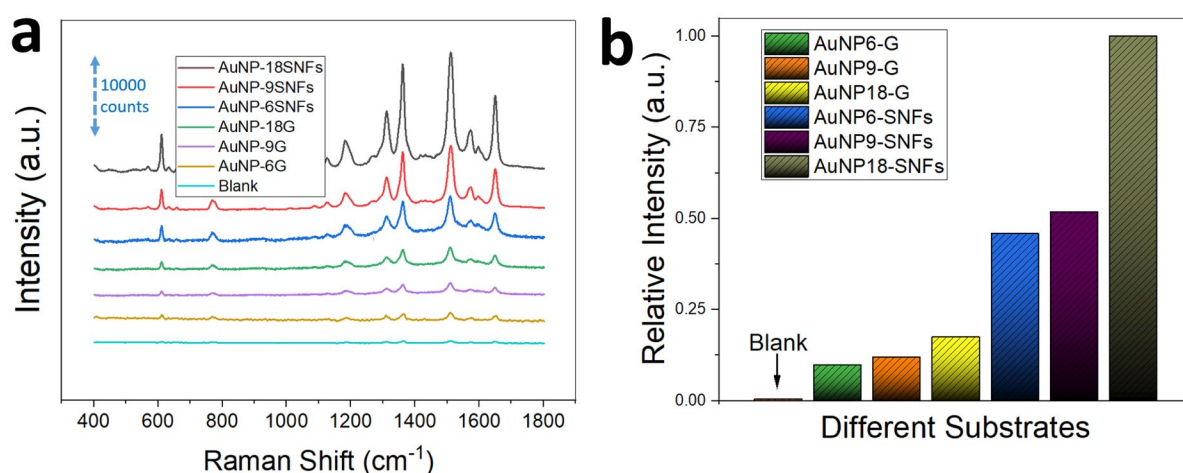 a
10000
counts
AuNP-18SNFs
AuNP-9SNFs
AuNP-6SNFs
AuNP-18G
AuNP-9G
AuNP-6G
Blank
Intensity (a.u.)
400 600 800 1000 1200 1400 1600 1800
Raman Shift (cm⁻¹)
b
AuNP6-G
AuNP9-G
AuNP18-G
AuNP6-SNFs
AuNP9-SNFs
AuNP18-SNFs
1.00
0.75
0.50
0.25
0.00
Relative Intensity (a.u.)
Blank
Different Substrates